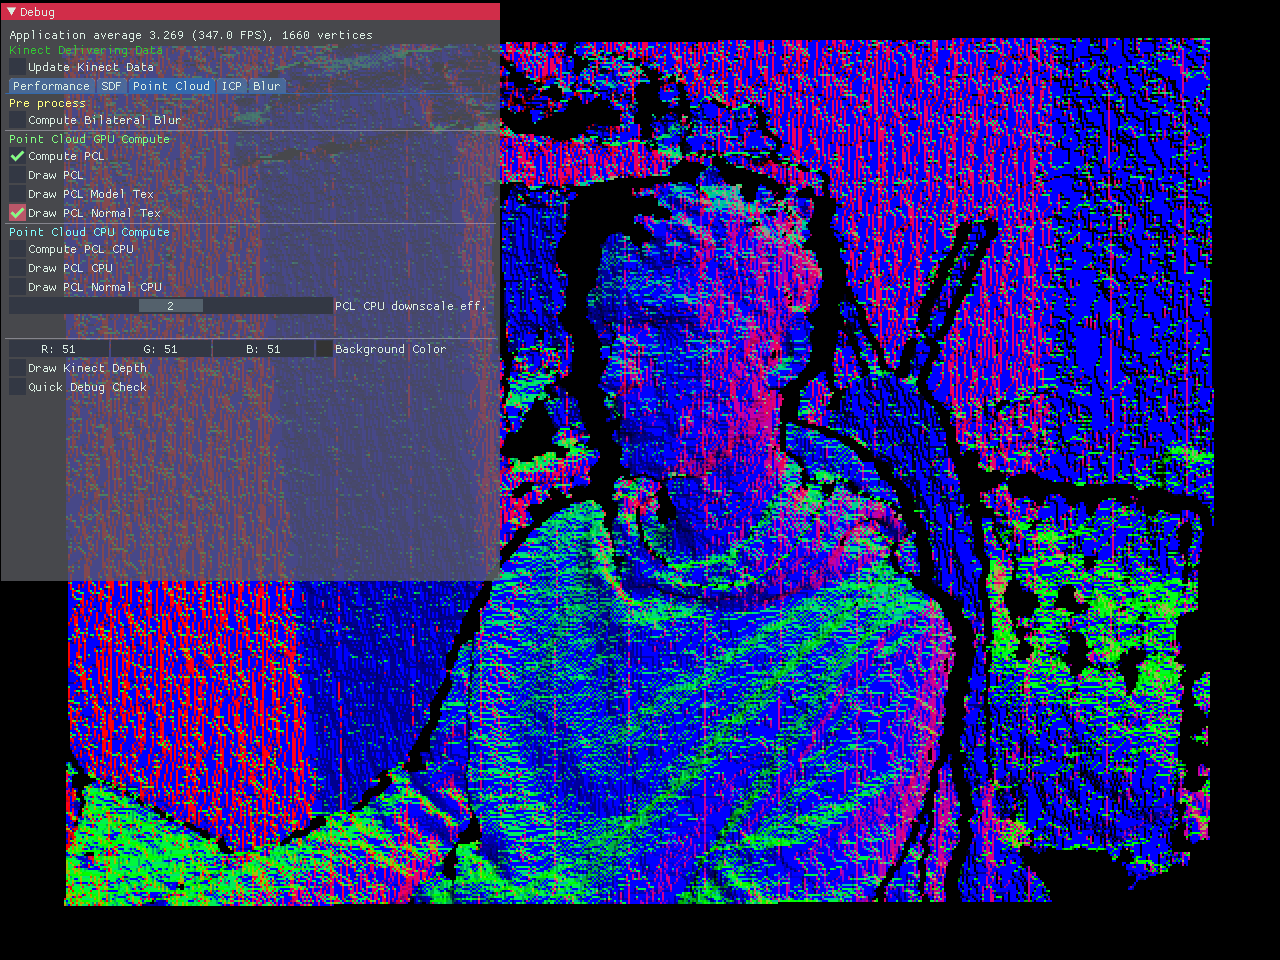 Debug
Application average 3.269 (347.0 FPS), 1660 vertices
Kinect Delivering Data
Update Kinect Data
Performance SDF Point Cloud ICP Blur
Pre process
Compute Bilateral Blur
Point Cloud GPU Compute
Compute PCL
Draw PCL
Draw PCL Model Tex
Draw PCL Normal Tex
Point Cloud CPU Compute
Compute PCL CPU
Draw PCL CPU
Draw PCL Normal CPU
2 PCL CPU downscale eff.
R: 51 G: 51 B: 51 Background Color
Draw Kinect Depth
Quick Debug Check